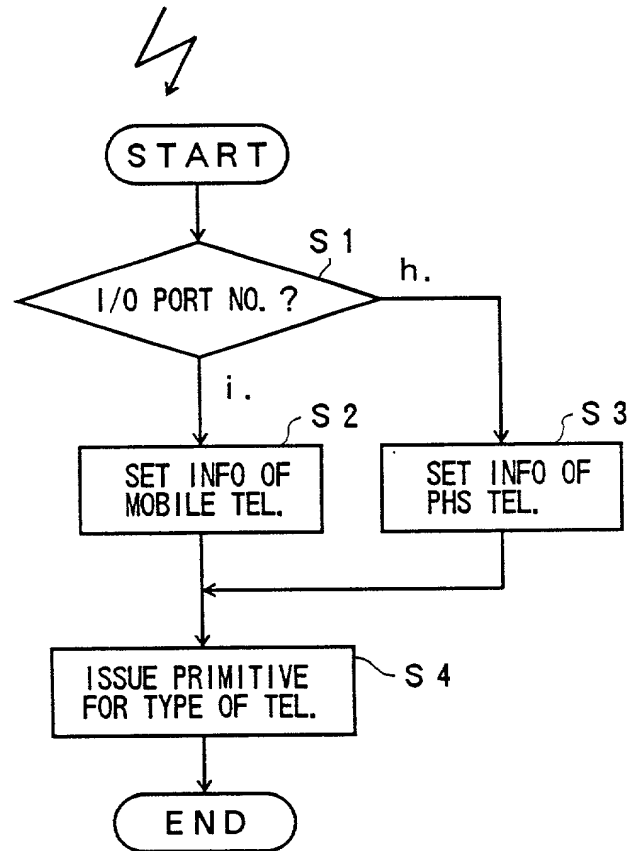 START
S1
I/O PORT NO. ?
h.
i.
S2
SET INFO OF
MOBILE TEL.
S3
SET INFO OF
PHS TEL.
S4
ISSUE PRIMITIVE
FOR TYPE OF TEL.
END